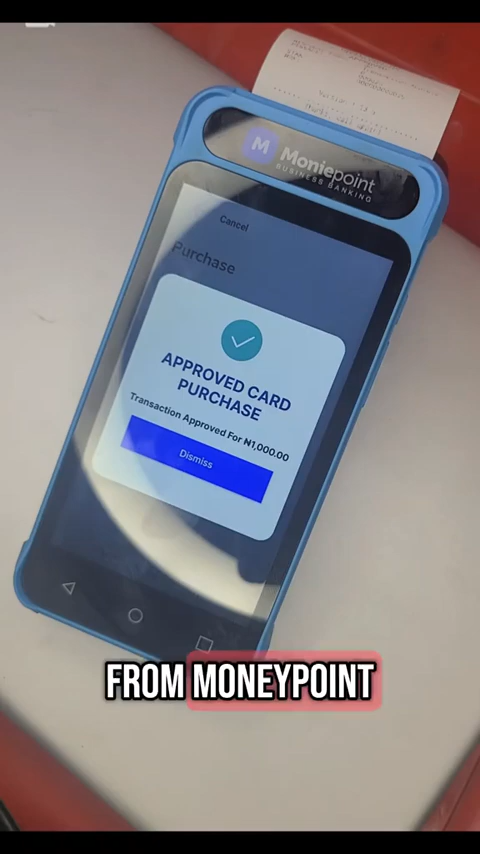 Moniepoint
BUSINESS BANKING
Cancel
Purchase
APPROVED CARD
PURCHASE
Transaction Approved For ₦1,000.00
Dismiss
FROM MONEYPOINT